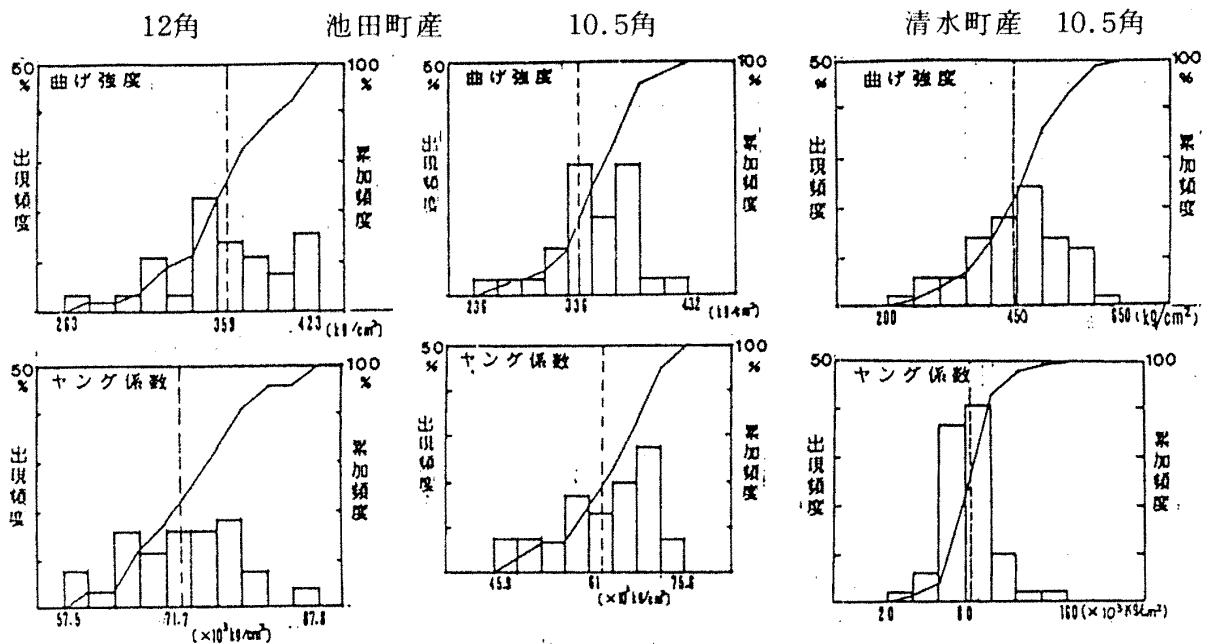 12角 池田町産 10.5角 清水町産 10.5角
50 % 曲げ強度 100 %
出現頻度 累加頻度
263 359 423 (kg/cm²)
50 % 曲げ強度 100 %
出現頻度 累加頻度
236 336 432 (kg/cm²)
50 % 曲げ強度 100 %
出現頻度 累加頻度
200 450 650 (kg/cm²)
50 % ヤング係数 100 %
出現頻度 累加頻度
57.5 71.7 87.8
(×10³kg/cm²)
50 % ヤング係数 100 %
出現頻度 累加頻度
45.8 61 75.8
(×10³kg/cm²)
50 ヤング係数 100
% %
出現頻度 累加頻度
20 80 160 (×10³kg/cm²)